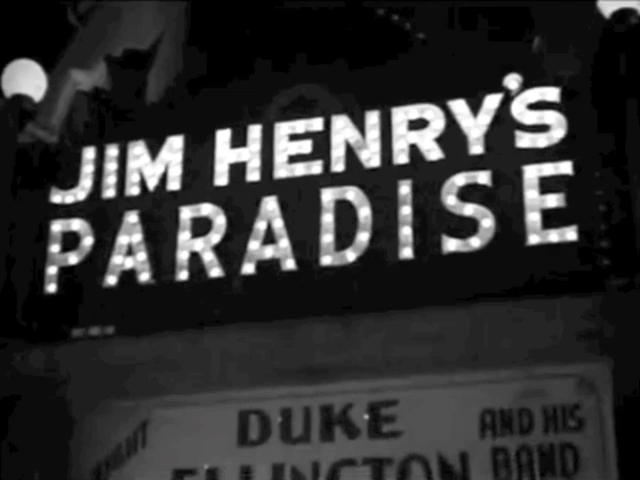 JIM HENRY'S
PARADISE
DUKE AND HIS
ELLINGTON BAND